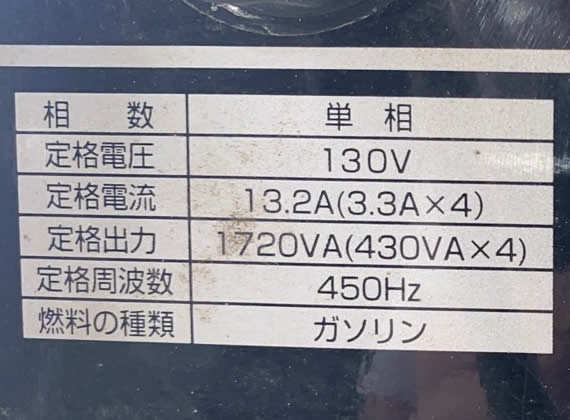 相 数 単 相
定格電圧 130V
定格電流 13.2A(3.3A×4)
定格出力 1720VA(430VA×4)
定格周波数 450Hz
燃料の種類 ガソリン